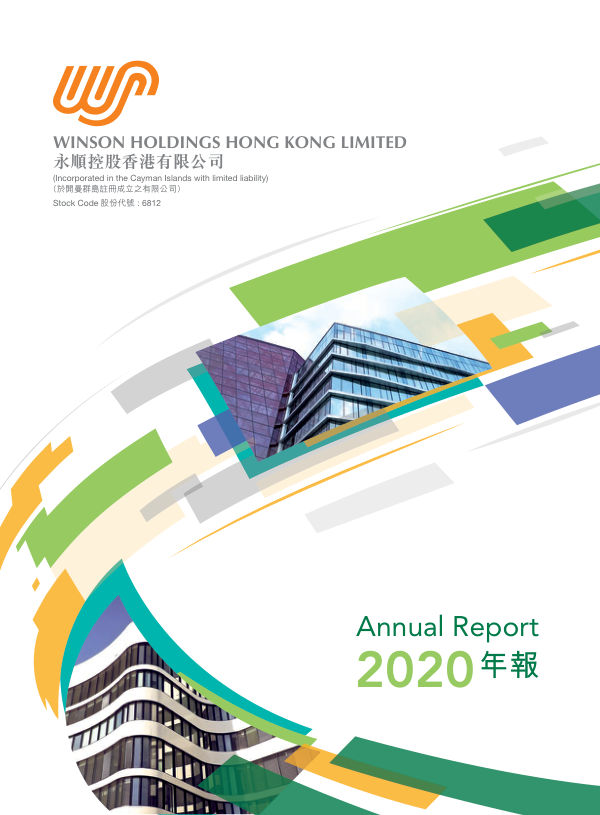 WINSON HOLDINGS HONG KONG LIMITED
永順控股香港有限公司
(Incorporated in the Cayman Islands with limited liability)
(於開曼群島註冊成立之有限公司)
Stock Code 股份代號 : 6812
Annual Report
2020 年報